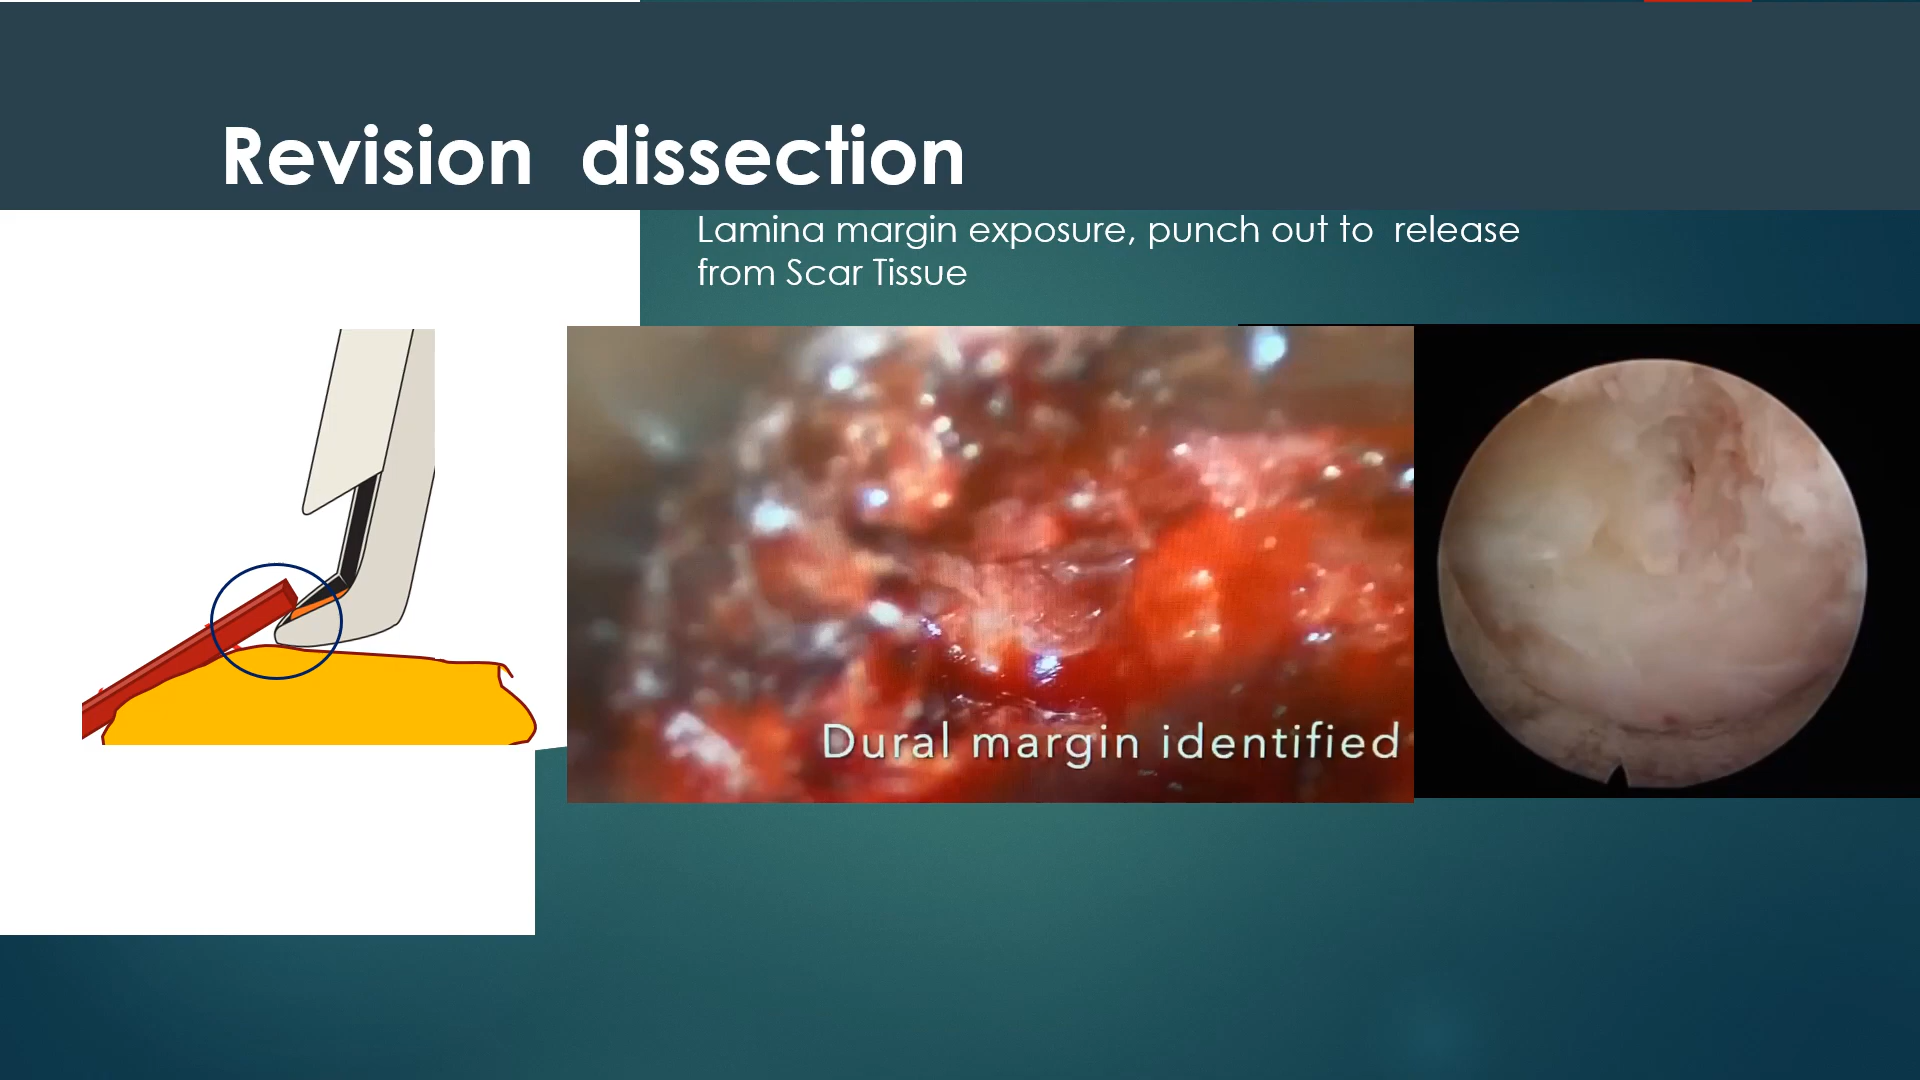 Revision dissection
Lamina margin exposure, punch out to release
from Scar Tissue
Dural margin identified